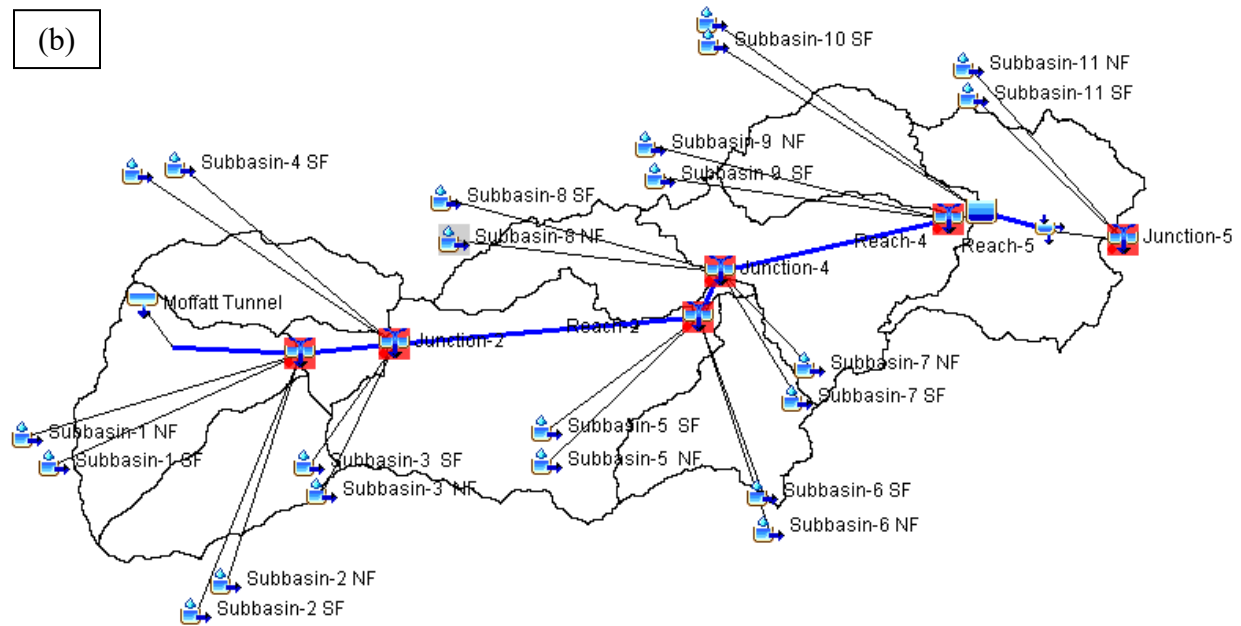 (b)
Subbasin-10 SF
Subbasin-11 NF
Subbasin-11 SF
Subbasin-9 NF
Subbasin-9 SF
Subbasin-4 SF
Subbasin-8 SF
Subbasin-8 NF
Reach-4
Reach-5
Junction-5
Junction-4
Moffatt Tunnel
Reach-2
Junction-2
Subbasin-7 NF
Subbasin-7 SF
Subbasin-1 NF
Subbasin-1 SF
Subbasin-5 SF
Subbasin-5 NF
Subbasin-3 SF
Subbasin-3 NF
Subbasin-6 SF
Subbasin-6 NF
Subbasin-2 NF
Subbasin-2 SF